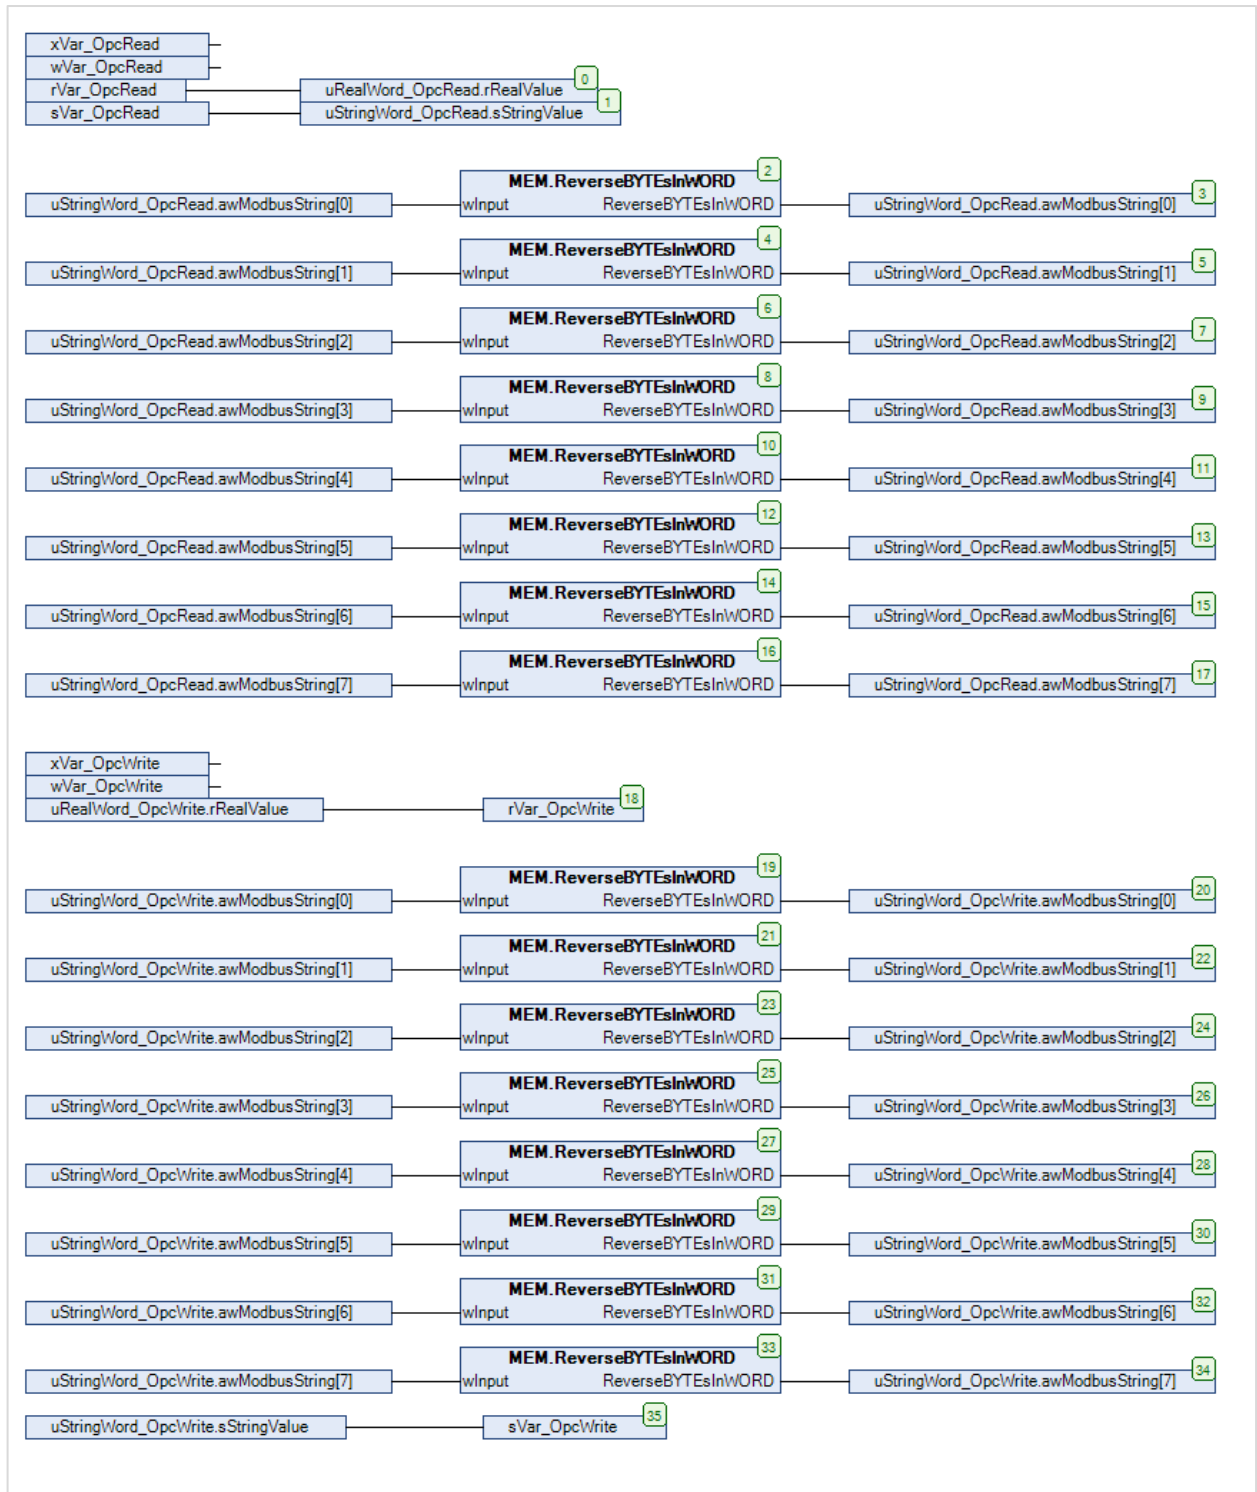 xVar_OpcRead
wVar_OpcRead
rVar_OpcRead uRealWord_OpcRead.rRealValue 0
sVar_OpcRead uStringWord_OpcRead.sStringValue 1
MEM.ReverseBYTEsInWORD 2
uStringWord_OpcRead.awModbusString[0] wInput ReverseBYTEsInWORD uStringWord_OpcRead.awModbusString[0] 3
MEM.ReverseBYTEsInWORD 4
uStringWord_OpcRead.awModbusString[1] wInput ReverseBYTEsInWORD uStringWord_OpcRead.awModbusString[1] 5
MEM.ReverseBYTEsInWORD 6
uStringWord_OpcRead.awModbusString[2] wInput ReverseBYTEsInWORD uStringWord_OpcRead.awModbusString[2] 7
MEM.ReverseBYTEsInWORD 8
uStringWord_OpcRead.awModbusString[3] wInput ReverseBYTEsInWORD uStringWord_OpcRead.awModbusString[3] 9
MEM.ReverseBYTEsInWORD 10
uStringWord_OpcRead.awModbusString[4] wInput ReverseBYTEsInWORD uStringWord_OpcRead.awModbusString[4] 11
MEM.ReverseBYTEsInWORD 12
uStringWord_OpcRead.awModbusString[5] wInput ReverseBYTEsInWORD uStringWord_OpcRead.awModbusString[5] 13
MEM.ReverseBYTEsInWORD 14
uStringWord_OpcRead.awModbusString[6] wInput ReverseBYTEsInWORD uStringWord_OpcRead.awModbusString[6] 15
MEM.ReverseBYTEsInWORD 16
uStringWord_OpcRead.awModbusString[7] wInput ReverseBYTEsInWORD uStringWord_OpcRead.awModbusString[7] 17
xVar_OpcWrite
wVar_OpcWrite
uRealWord_OpcWrite.rRealValue rVar_OpcWrite 18
MEM.ReverseBYTEsInWORD 19
uStringWord_OpcWrite.awModbusString[0] wInput ReverseBYTEsInWORD uStringWord_OpcWrite.awModbusString[0] 20
MEM.ReverseBYTEsInWORD 21
uStringWord_OpcWrite.awModbusString[1] wInput ReverseBYTEsInWORD uStringWord_OpcWrite.awModbusString[1] 22
MEM.ReverseBYTEsInWORD 23
uStringWord_OpcWrite.awModbusString[2] wInput ReverseBYTEsInWORD uStringWord_OpcWrite.awModbusString[2] 24
MEM.ReverseBYTEsInWORD 25
uStringWord_OpcWrite.awModbusString[3] wInput ReverseBYTEsInWORD uStringWord_OpcWrite.awModbusString[3] 26
MEM.ReverseBYTEsInWORD 27
uStringWord_OpcWrite.awModbusString[4] wInput ReverseBYTEsInWORD uStringWord_OpcWrite.awModbusString[4] 28
MEM.ReverseBYTEsInWORD 29
uStringWord_OpcWrite.awModbusString[5] wInput ReverseBYTEsInWORD uStringWord_OpcWrite.awModbusString[5] 30
MEM.ReverseBYTEsInWORD 31
uStringWord_OpcWrite.awModbusString[6] wInput ReverseBYTEsInWORD uStringWord_OpcWrite.awModbusString[6] 32
MEM.ReverseBYTEsInWORD 33
uStringWord_OpcWrite.awModbusString[7] wInput ReverseBYTEsInWORD uStringWord_OpcWrite.awModbusString[7] 34
uStringWord_OpcWrite.sStringValue sVar_OpcWrite 35